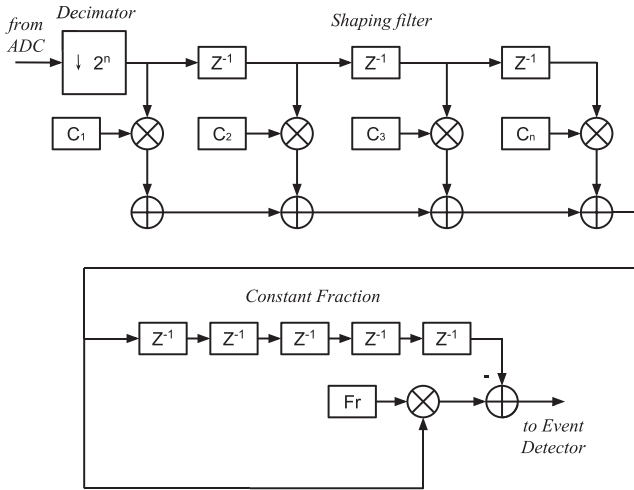 from
ADC
Decimator
↓ 2ⁿ
Shaping filter
Z⁻¹
Z⁻¹
Z⁻¹
C₁
C₂
C₃
Cₙ
Constant Fraction
Z⁻¹
Z⁻¹
Z⁻¹
Z⁻¹
Z⁻¹
-
Fr
to Event
Detector